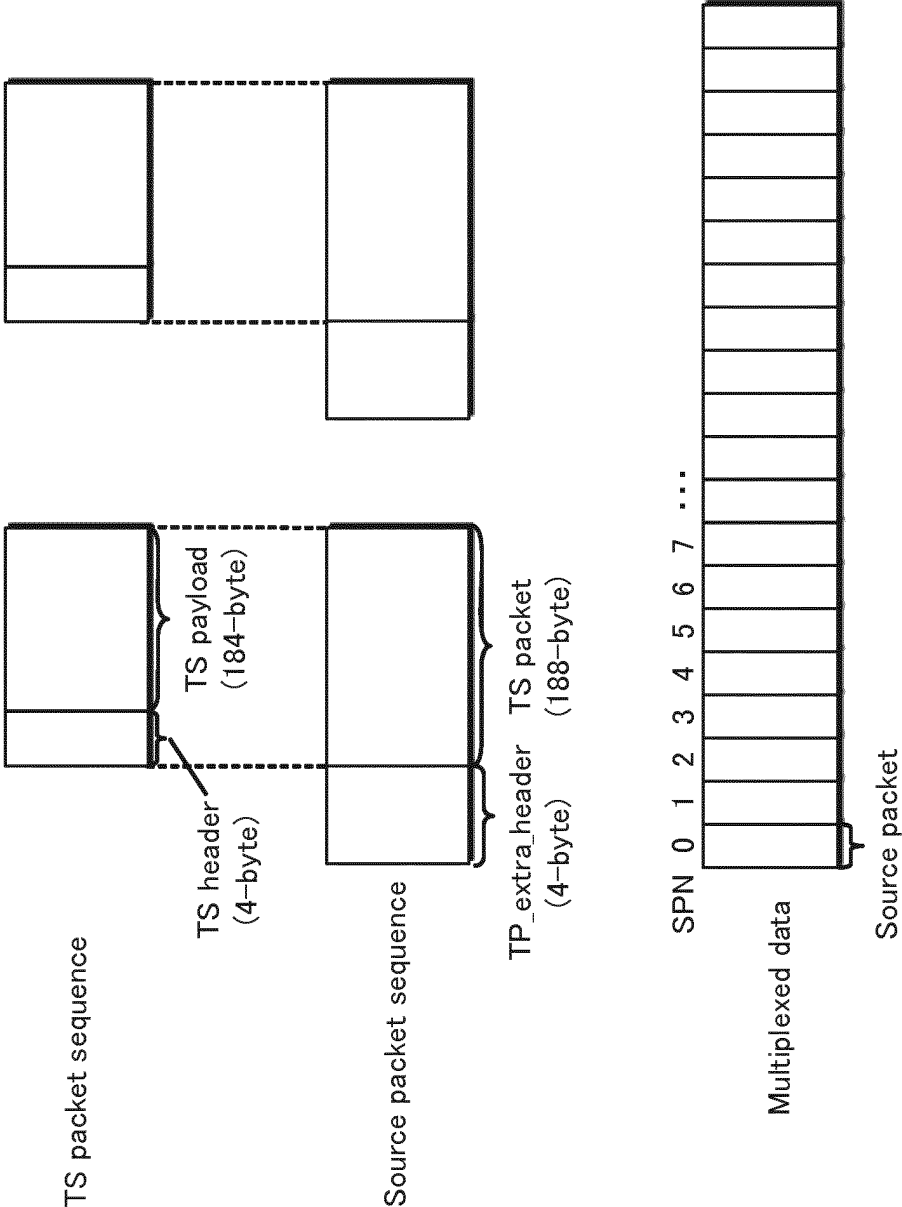 TS packet sequence
TS header
(4-byte)
TS payload
(184-byte)
Source packet sequence
TP_extra_header
(4-byte)
TS packet
(188-byte)
SPN 0 1 2 3 4 5 6 7 ...
Multiplexed data
Source packet